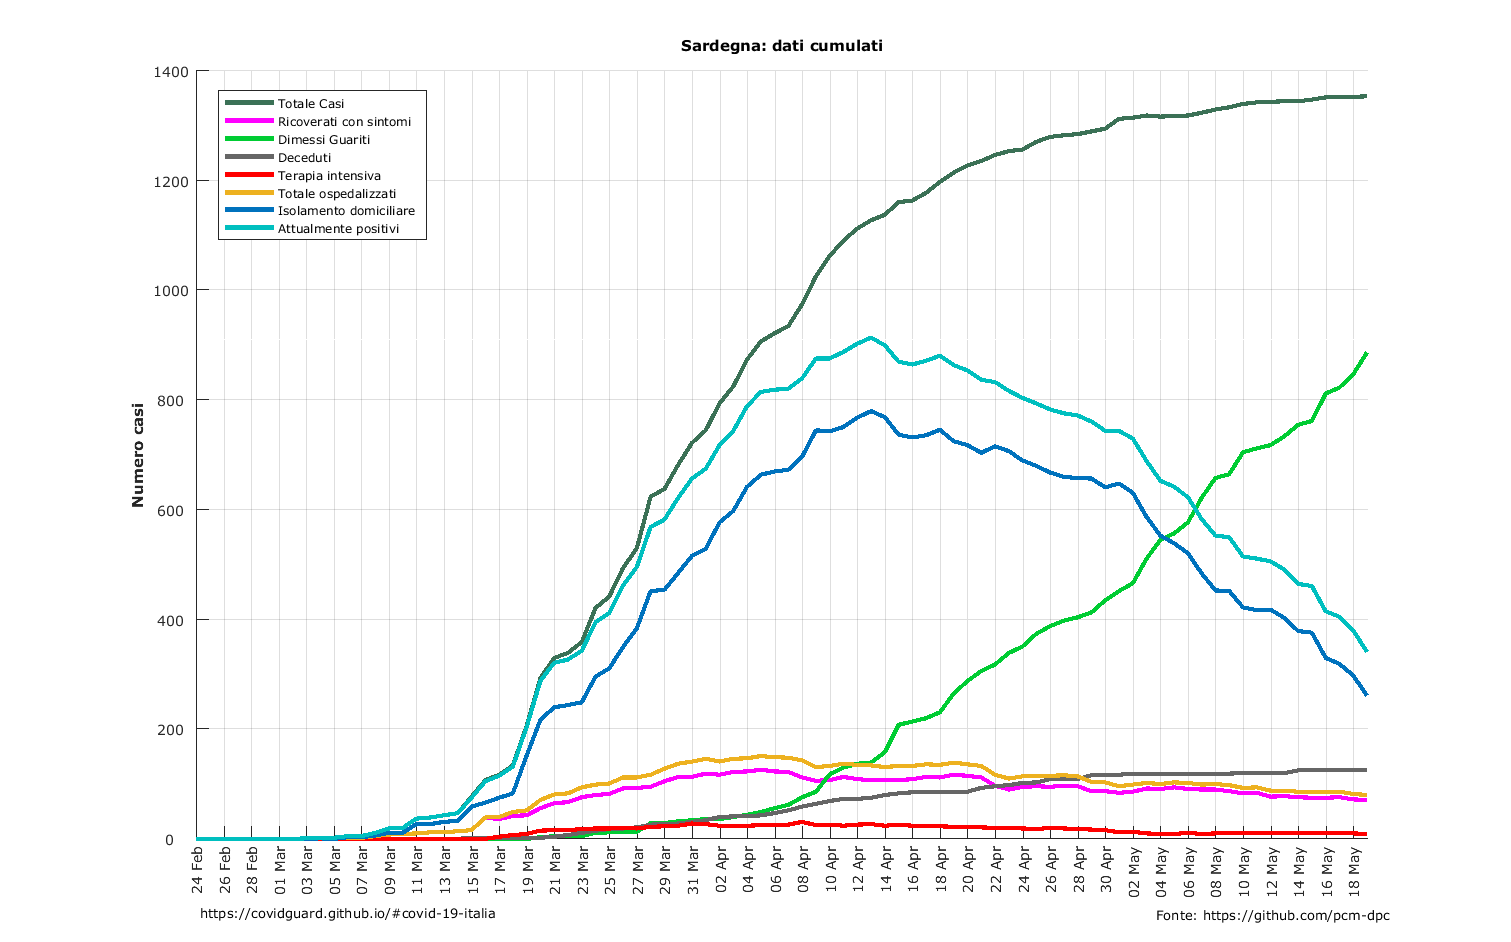 Sardegna: dati cumulati
1400
1200
1000
800
600
400
200
0
Numero casi
Totale Casi
Ricoverati con sintomi
Dimessi Guariti
Deceduti
Terapia intensiva
Totale ospedalizzati
Isolamento domiciliare
Attualmente positivi
24 Feb
26 Feb
28 Feb
01 Mar
03 Mar
05 Mar
07 Mar
09 Mar
11 Mar
13 Mar
15 Mar
17 Mar
19 Mar
21 Mar
23 Mar
25 Mar
27 Mar
29 Mar
31 Mar
02 Apr
04 Apr
06 Apr
08 Apr
10 Apr
12 Apr
14 Apr
16 Apr
18 Apr
20 Apr
22 Apr
24 Apr
26 Apr
28 Apr
30 Apr
02 May
04 May
06 May
08 May
10 May
12 May
14 May
16 May
18 May
https://covidguard.github.io/#covid-19-italia
Fonte: https://github.com/pcm-dpc